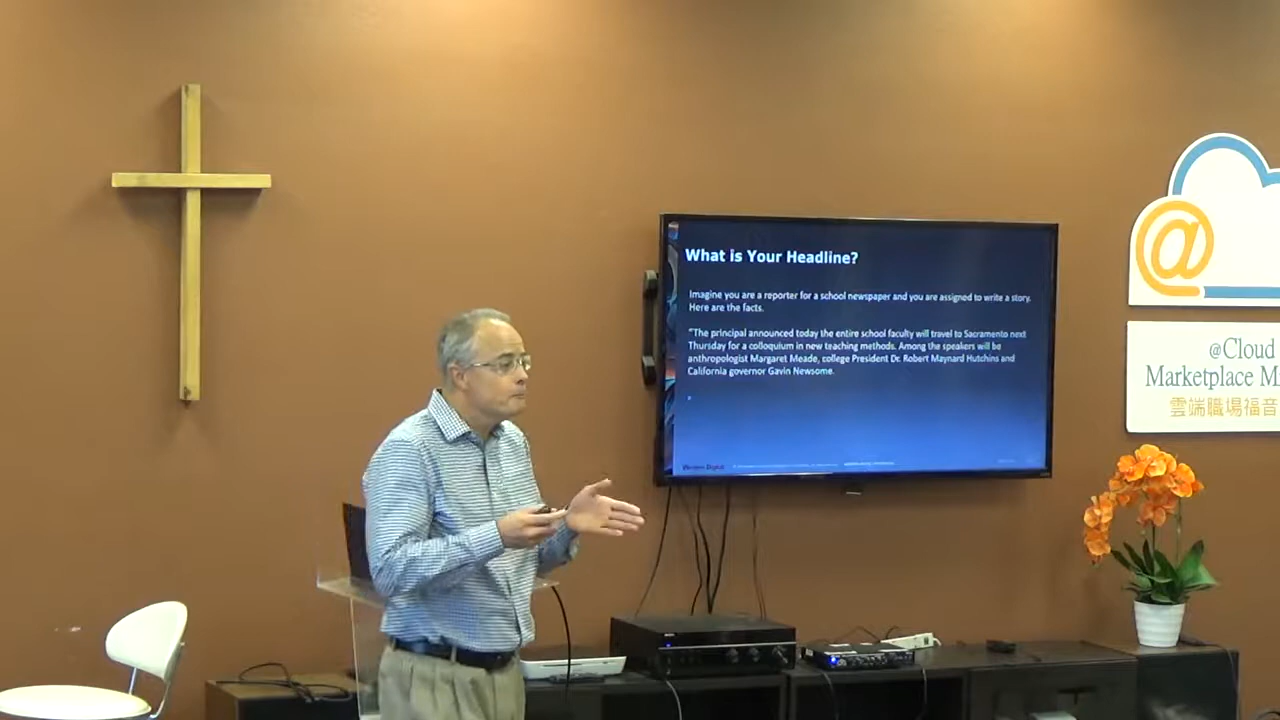 What is Your Headline?
Imagine you are a reporter for a school newspaper and you are assigned to write a story.
Here are the facts.
"The principal announced today the entire school faculty will travel to Sacramento next
Thursday for a colloquium in new teaching methods. Among the speakers will be
anthropologist Margaret Meade, college President Dr. Robert Maynard Hutchins and
California governor Gavin Newsome.
Western Digital
@
@Cloud
Marketplace M
雲端職場福音